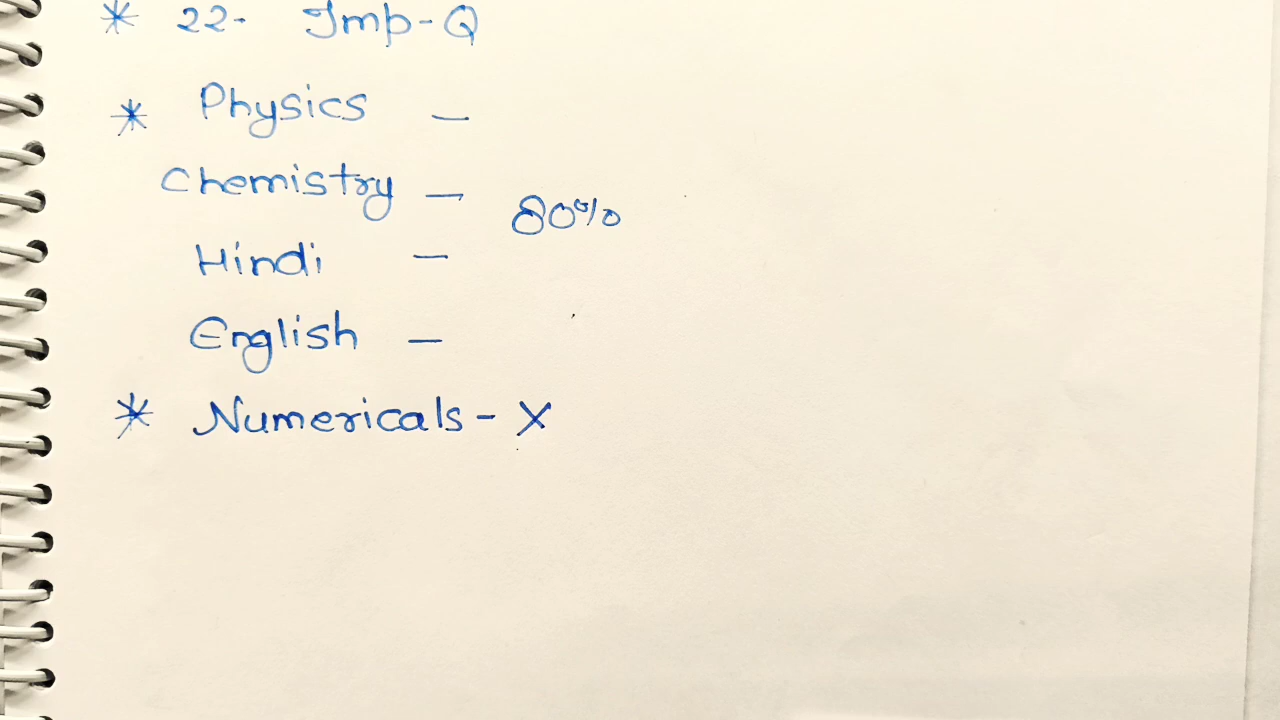 * 22- Imp-Q
* Physics -
Chemistry - 80%
Hindi -
English -
* Numericals - X